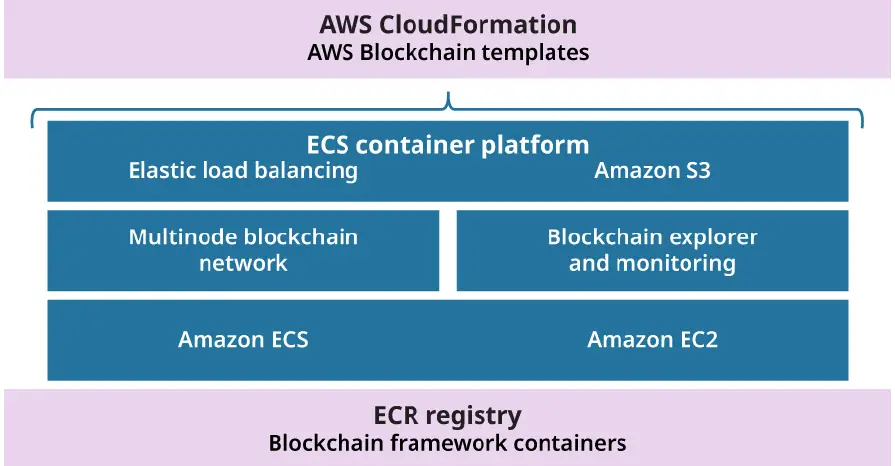 AWS CloudFormation
AWS Blockchain templates
ECS container platform
Elastic load balancing
Amazon S3
Multinode blockchain
network
Blockchain explorer
and monitoring
Amazon ECS
Amazon EC2
ECR registry
Blockchain framework containers